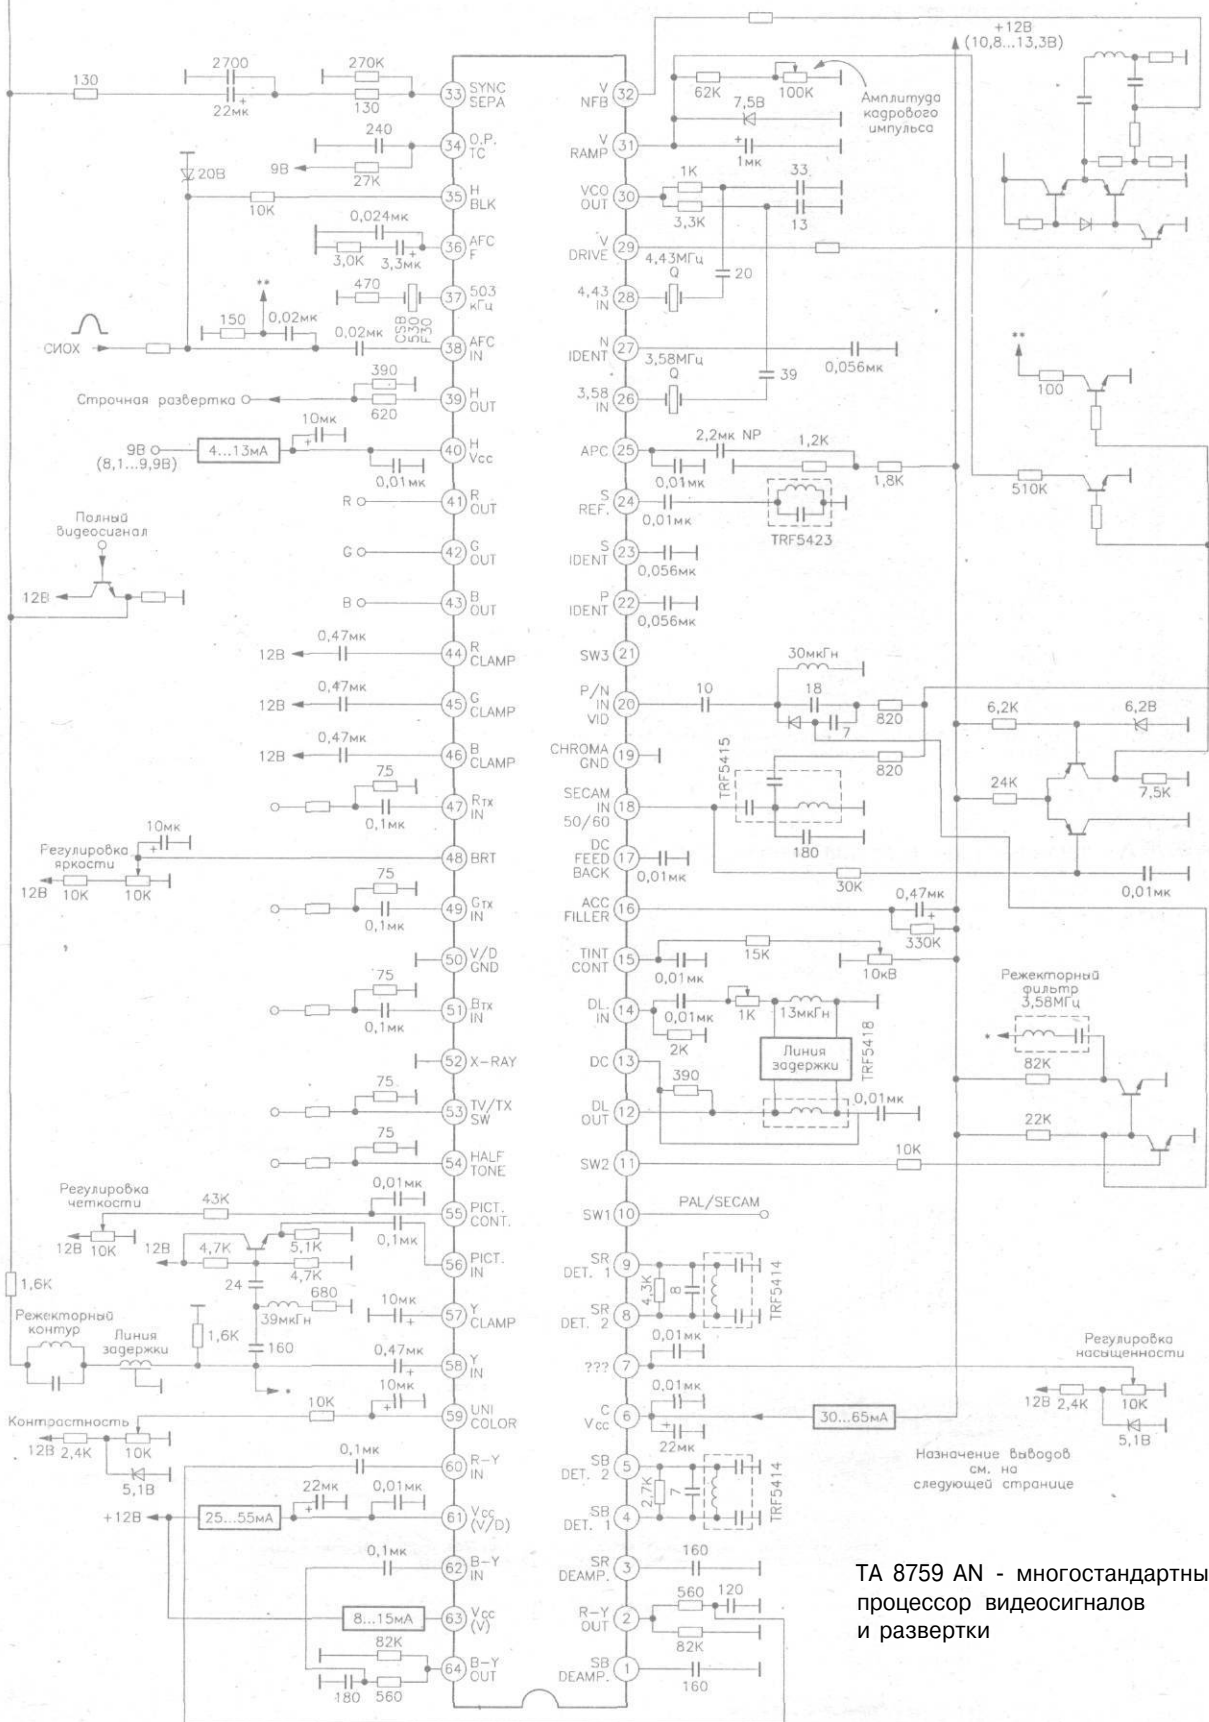 130
2700
22мк
+
270К
130
33 SYNC
SEPA
240
9В
27К
34 O.P.
TC
20В
10К
35 H
BLK
0,024мк
3,0К
3,3мк
+
36 AFC
F
470
CSB
F30
37 503
кГц
**
СИОХ
150
0,02мк
0,02мк
38 AFC
IN
Строчная развертка
390
620
39 H
OUT
9В
(8,1...9,9В)
4...13мА
10мк
+
0,01мк
40 H
Vcc
R
41 R
OUT
Полный
видеосигнал
12В
G
42 G
OUT
B
43 B
OUT
12В
0,47мк
44 R
CLAMP
12В
0,47мк
45 G
CLAMP
12В
0,47мк
46 B
CLAMP
75
0,1мк
47 RTX
IN
Регулировка
яркости
12В
10К
10К
10мк
+
48 BRT
75
0,1мк
49 GTX
IN
50 V/D
GND
75
0,1мк
51 BTX
IN
52 X-RAY
75
53 TV/TX
SW
75
54 HALF
TONE
Регулировка
четкости
43К
12В
10К
0,01мк
55 PICT.
CONT.
0,1мк
12В
4,7К
5,1К
4,7К
56 PICT.
IN
1,6К
24
39мкГн
680
10мк
+
57 Y
CLAMP
Режекторный
контур
Линия
задержки
1,6К
160
*
0,47мк
+
58 Y
IN
10К
10мк
+
59 UNI
COLOR
Контрастность
12В
2,4К
10К
5,1В
0,1мк
60 R-Y
IN
+12В
25...55мА
22мк
+
0,01мк
61 Vcc
(V/D)
0,1мк
62 B-Y
IN
8...15мА
63 Vcc
(V)
82К
180
560
64 B-Y
OUT
V
NFB 32
62К
100К
Амплитуда
кадрового
импульса
7,5В
V
RAMP 31
+
1мк
VCO
OUT 30
1К
3,3К
33
13
V
DRIVE 29
4,43МГц
Q
20
4,43
IN 28
N
IDENT 27
0,056мк
3,58МГц
Q
39
3,58
IN 26
APC 25
2,2мк NP
0,01мк
1,2К
1,8К
S
REF. 24
0,01мк
TRF5423
S
IDENT 23
0,056мк
P
IDENT 22
0,056мк
SW3 21
P/N
IN
VID 20
10
30мкГн
18
7
820
CHROMA
GND 19
TRF5415
820
SECAM
IN
50/60 18
180
DC
FEED
BACK 17
0,01мк
30К
ACC
FILLER 16
0,47мк
+
330К
TINT
CONT 15
0,01мк
15К
10кВ
DL.
IN 14
0,01мк
2К
1К
13мкГн
Линия
задержки
TRF5418
DC 13
390
DL
OUT 12
0,01мк
SW2 11
10К
SW1 10
PAL/SECAM
SR
DET. 1 9
4,3К
8
TRF5414
SR
DET. 2 8
??? 7
0,01мк
C
Vcc 6
0,01мк
+
22мк
30...65мА
SB
DET. 2 5
2,7К
7
TRF5414
SB
DET. 1 4
SR
DEAMP. 3
160
R-Y
OUT 2
560
120
82К
SB
DEAMP. 1
160
+12В
(10,8...13,3В)
**
100
510К
6,2К
6,2В
24К
7,5К
0,01мк
Режекторный
фильтр
3,58МГц
*
82К
22К
Регулировка
насыщенности
12В
2,4К
10К
5,1В
Назначение выводов
см. на
следующей странице
TA 8759 AN - многостандартны
процессор видеосигналов
и развертки